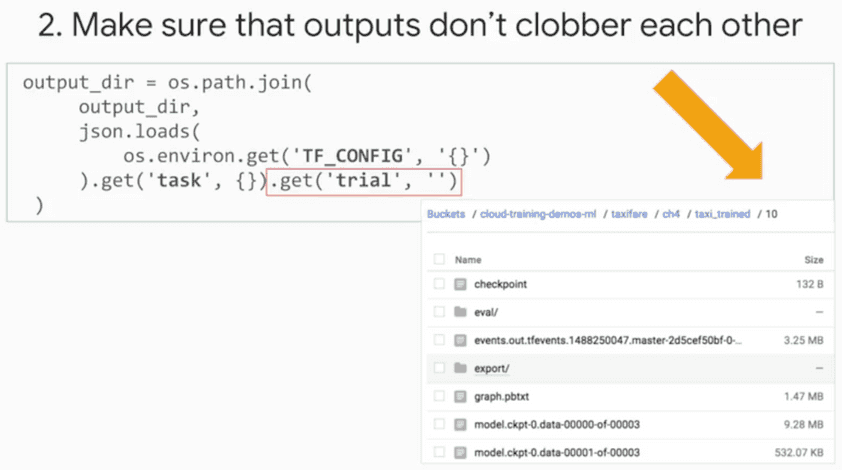 2. Make sure that outputs don’t clobber each other
output_dir = os.path.join(
output_dir,
json.loads(
os.environ.get('TF_CONFIG', '{}')
).get('task', {}).get('trial', '')
)
Buckets / cloud-training-demos-ml / taxifare / ch4 / taxi_trained / 10
Name Size
checkpoint 132 B
eval/ –
events.out.tfevents.1488250047.master-2d5cef50bf-0-... 3.25 MB
export/ –
graph.pbtxt 1.47 MB
model.ckpt-0.data-00000-of-00003 9.28 MB
model.ckpt-0.data-00001-of-00003 532.07 KB